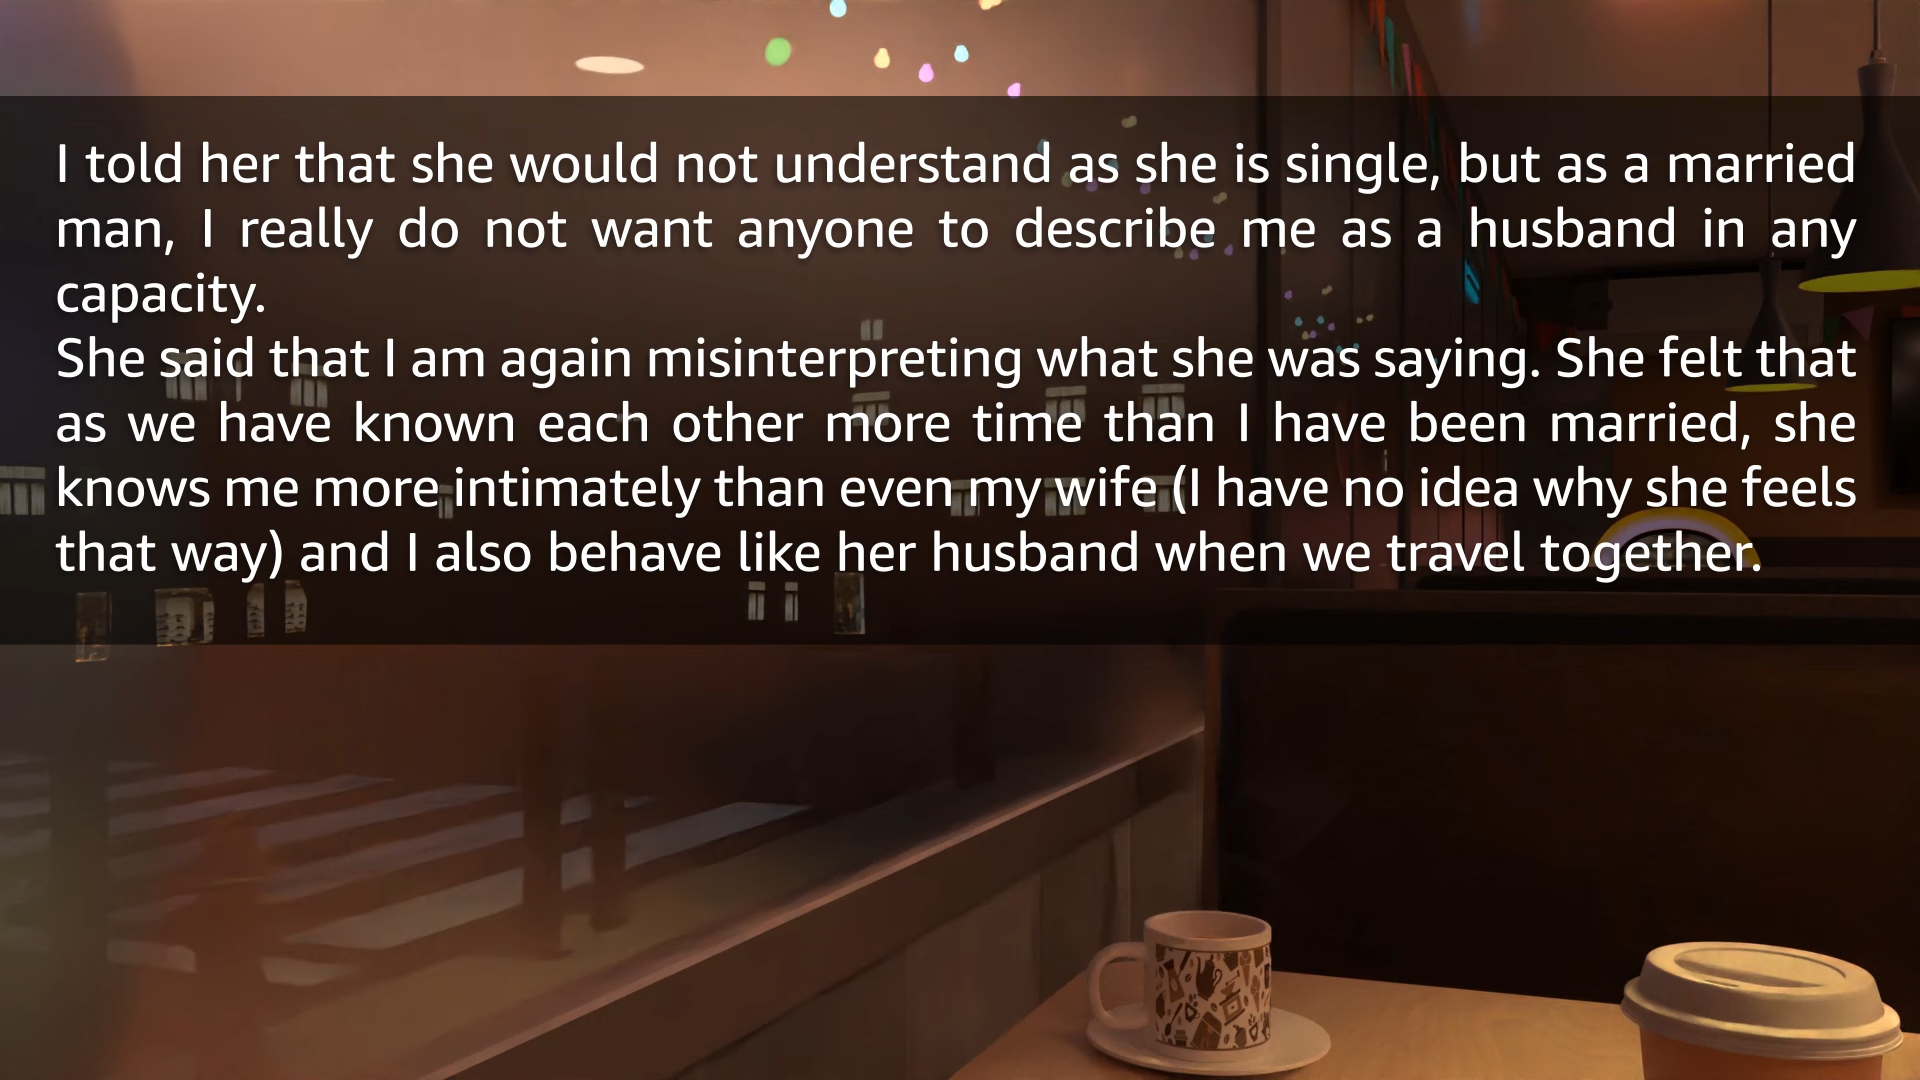 I told her that she would not understand as she is single, but as a married
man, I really do not want anyone to describe me as a husband in any
capacity.
She said that I am again misinterpreting what she was saying. She felt that
as we have known each other more time than I have been married, she
knows me more intimately than even my wife (I have no idea why she feels
that way) and I also behave like her husband when we travel together.